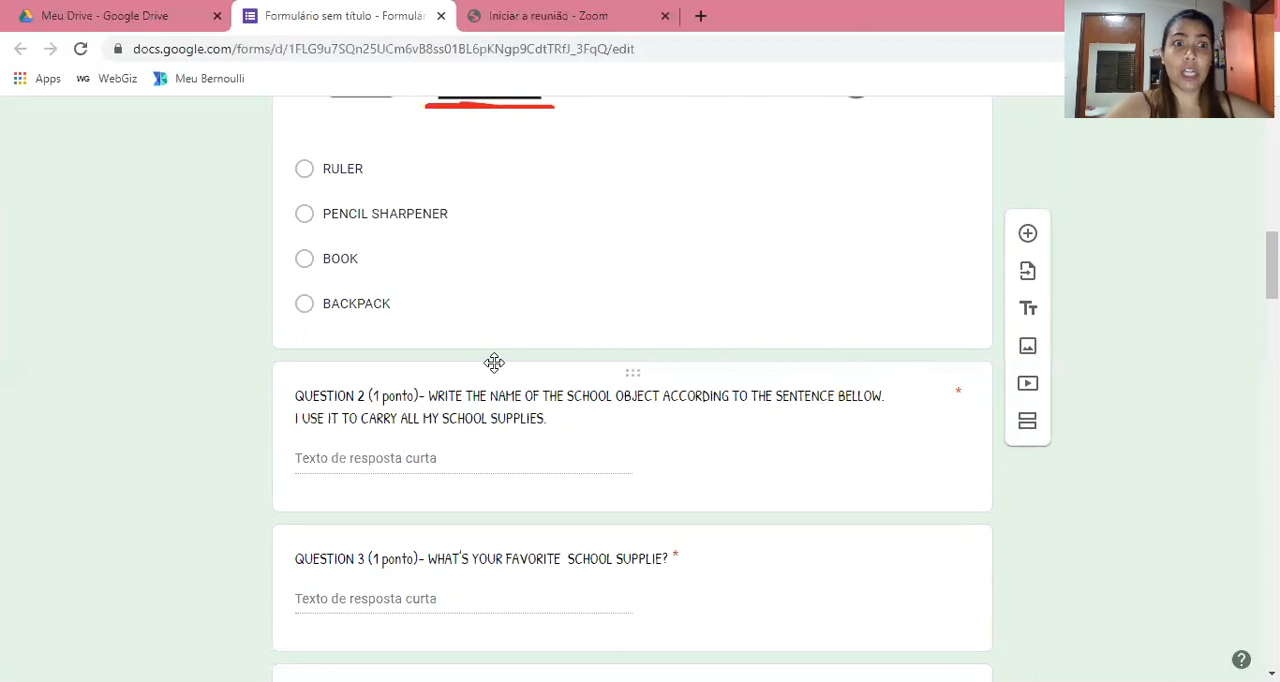 Meu Drive - Google Drive
Formulário sem título - Formulár
Iniciar a reunião - Zoom
docs.google.com/forms/d/1FLG9u7SQn25UCm6vB8ss01BL6pKNgp9CdtTRfJ_3FqQ/edit
Apps
WG WebGiz
Meu Bernoulli
RULER
PENCIL SHARPENER
BOOK
BACKPACK
QUESTION 2 (1 ponto)- WRITE THE NAME OF THE SCHOOL OBJECT ACCORDING TO THE SENTENCE BELLOW. *
I USE IT TO CARRY ALL MY SCHOOL SUPPLIES.
Texto de resposta curta
QUESTION 3 (1 ponto)- WHAT'S YOUR FAVORITE SCHOOL SUPPLIE? *
Texto de resposta curta